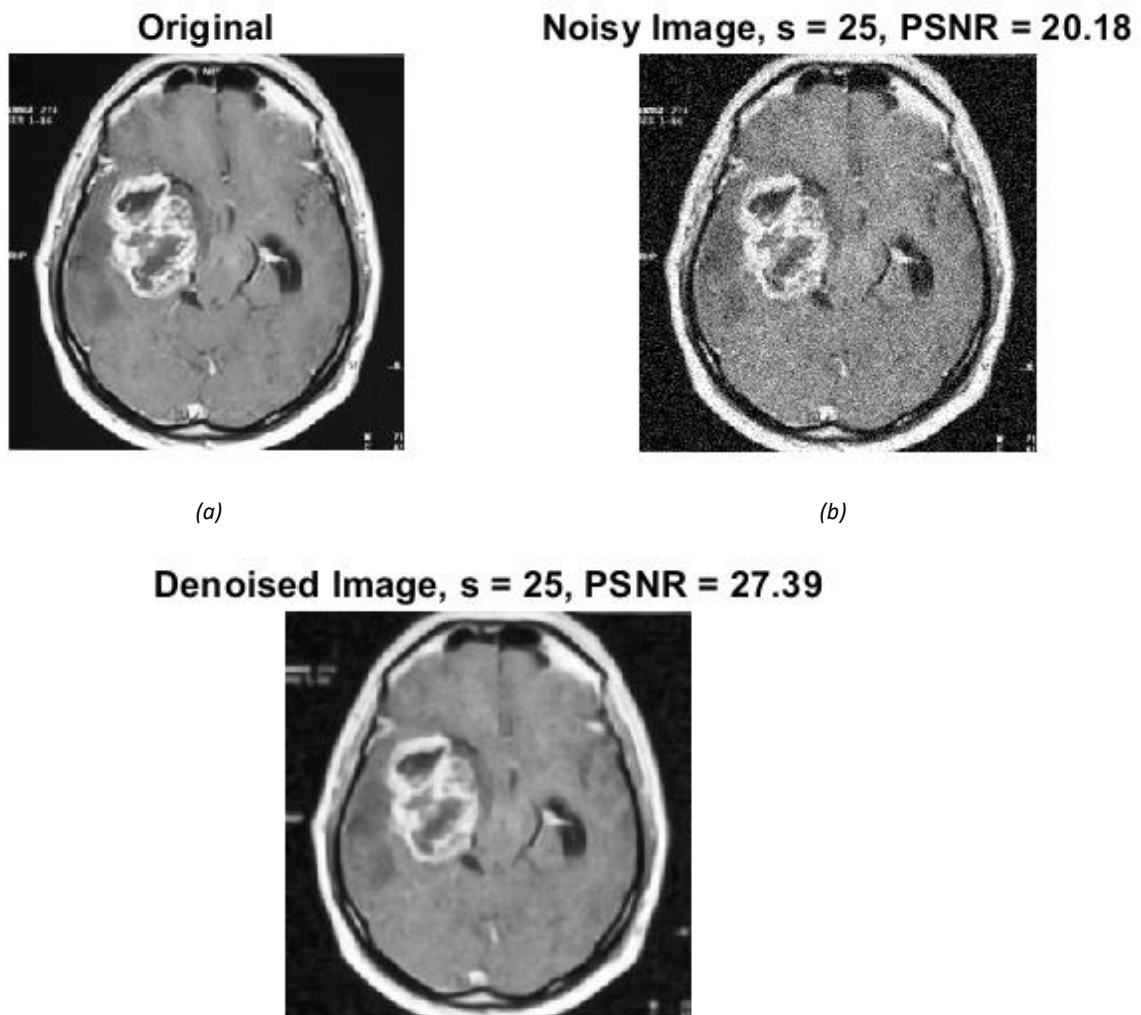 Original
Noisy Image, s = 25, PSNR = 20.18
(a)
(b)
Denoised Image, s = 25, PSNR = 27.39